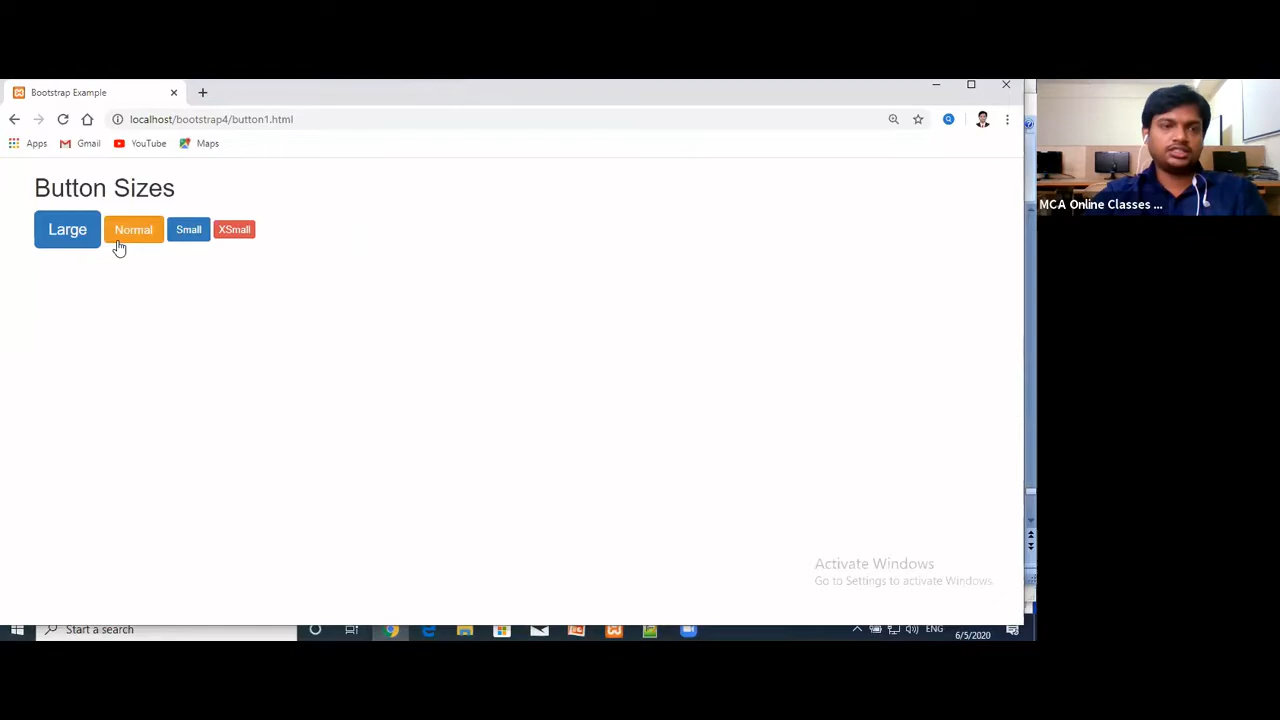 Bootstrap Example
localhost/bootstrap4/button1.html
Apps Gmail YouTube Maps
Button Sizes
Large Normal Small XSmall
MCA Online Classes ...
Activate Windows
Go to Settings to activate Windows.
Start a search
ENG
6/5/2020